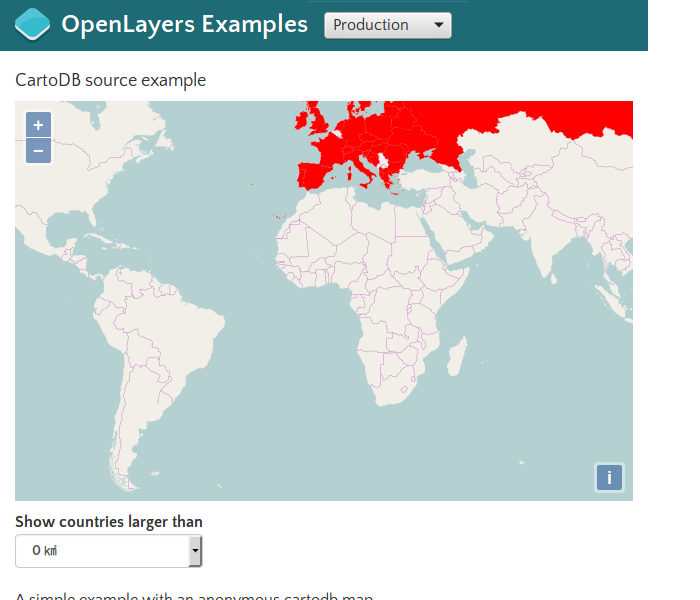 OpenLayers Examples
Production
CartoDB source example
+
−
i
Show countries larger than
0 ㎢
A simple example with an anonymous cartodb map